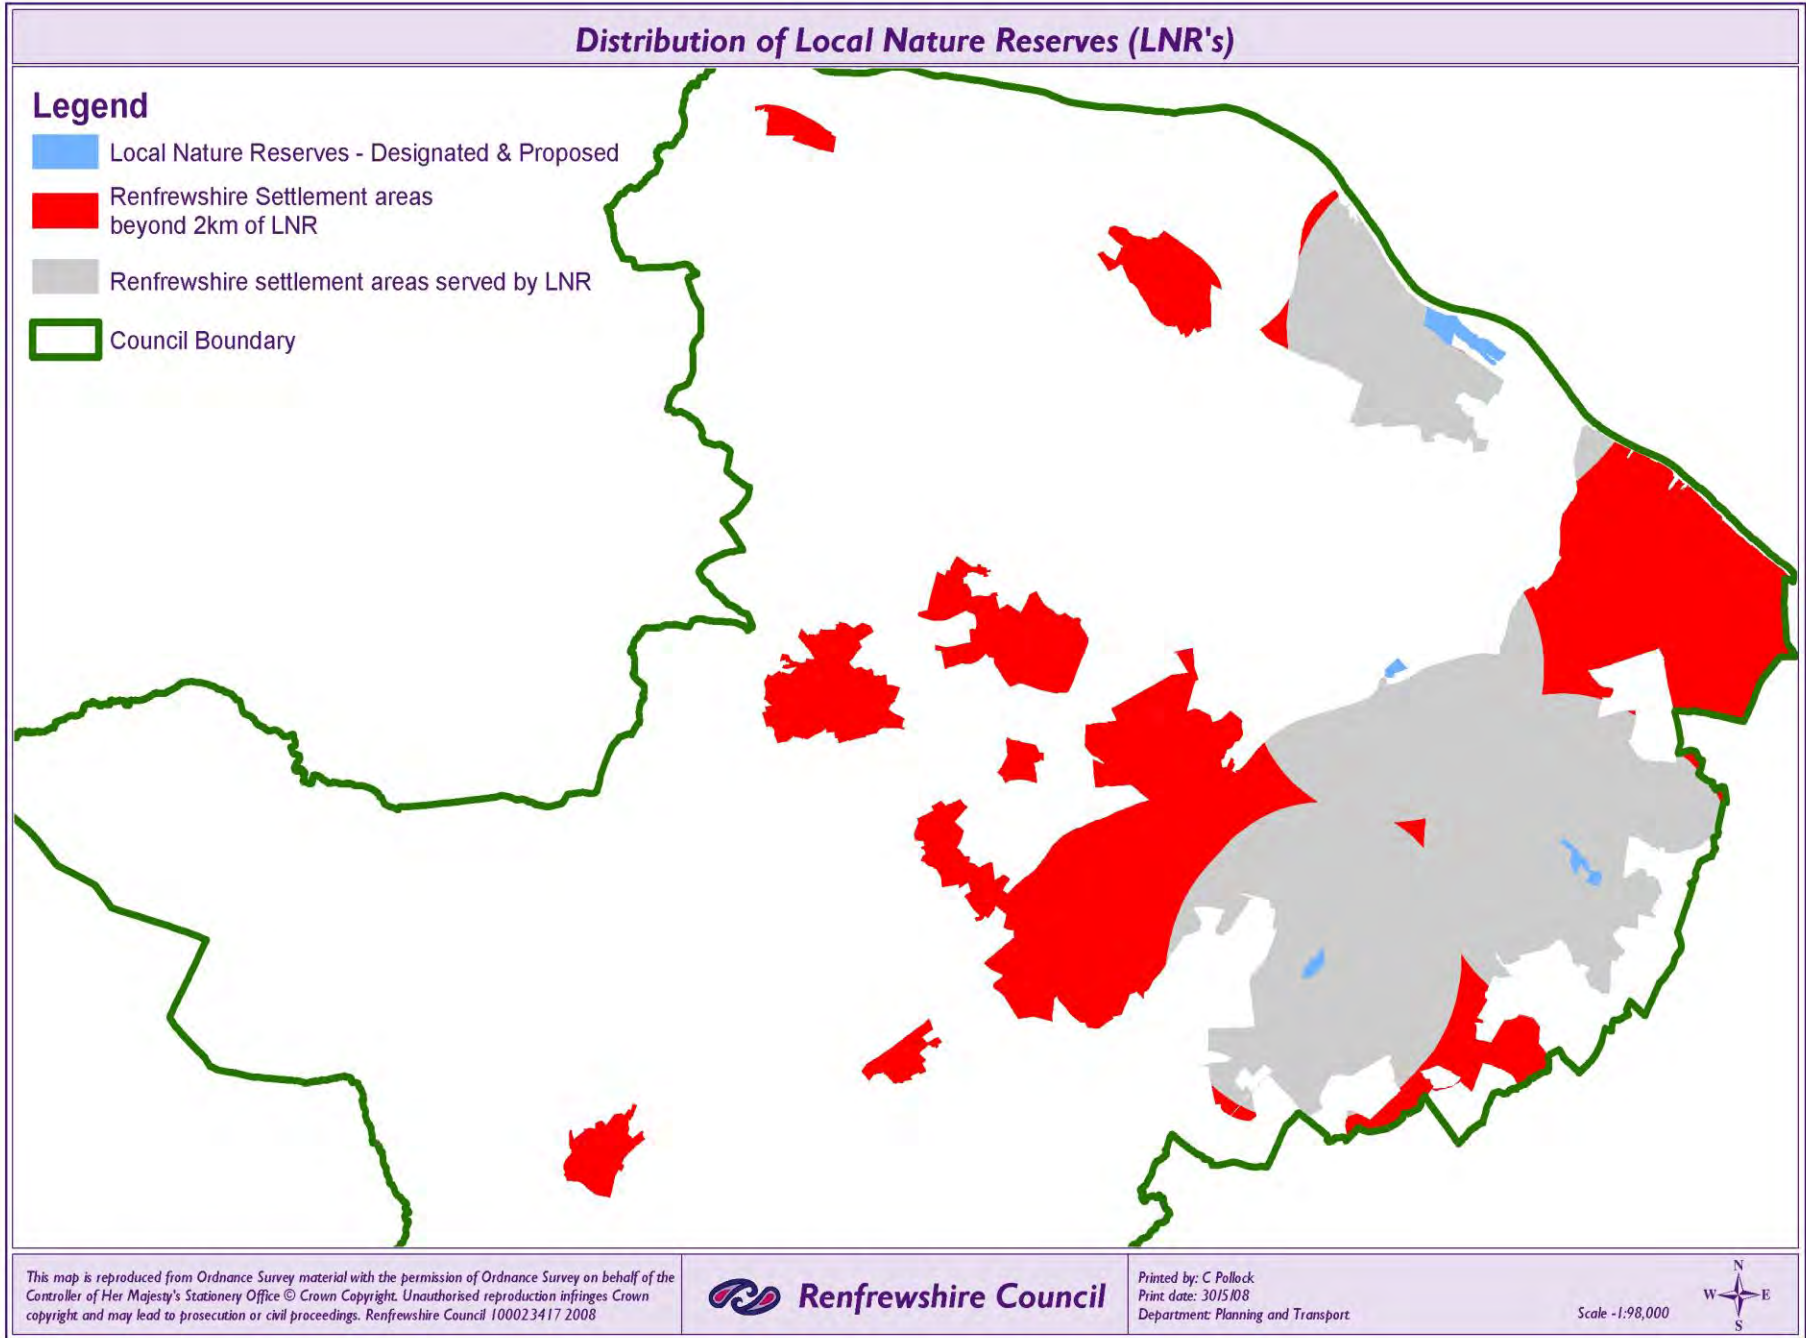 Distribution of Local Nature Reserves (LNR's)
Legend
Local Nature Reserves - Designated & Proposed
Renfrewshire Settlement areas
beyond 2km of LNR
Renfrewshire settlement areas served by LNR
Council Boundary
This map is reproduced from Ordnance Survey material with the permission of Ordnance Survey on behalf of the
Controller of Her Majesty's Stationery Office © Crown Copyright. Unauthorised reproduction infringes Crown
copyright and may lead to prosecution or civil proceedings. Renfrewshire Council 100023417 2008
Renfrewshire Council
Printed by: C Pollock
Print date: 30/5/08
Department: Planning and Transport
Scale -1:98,000
N
W E
S